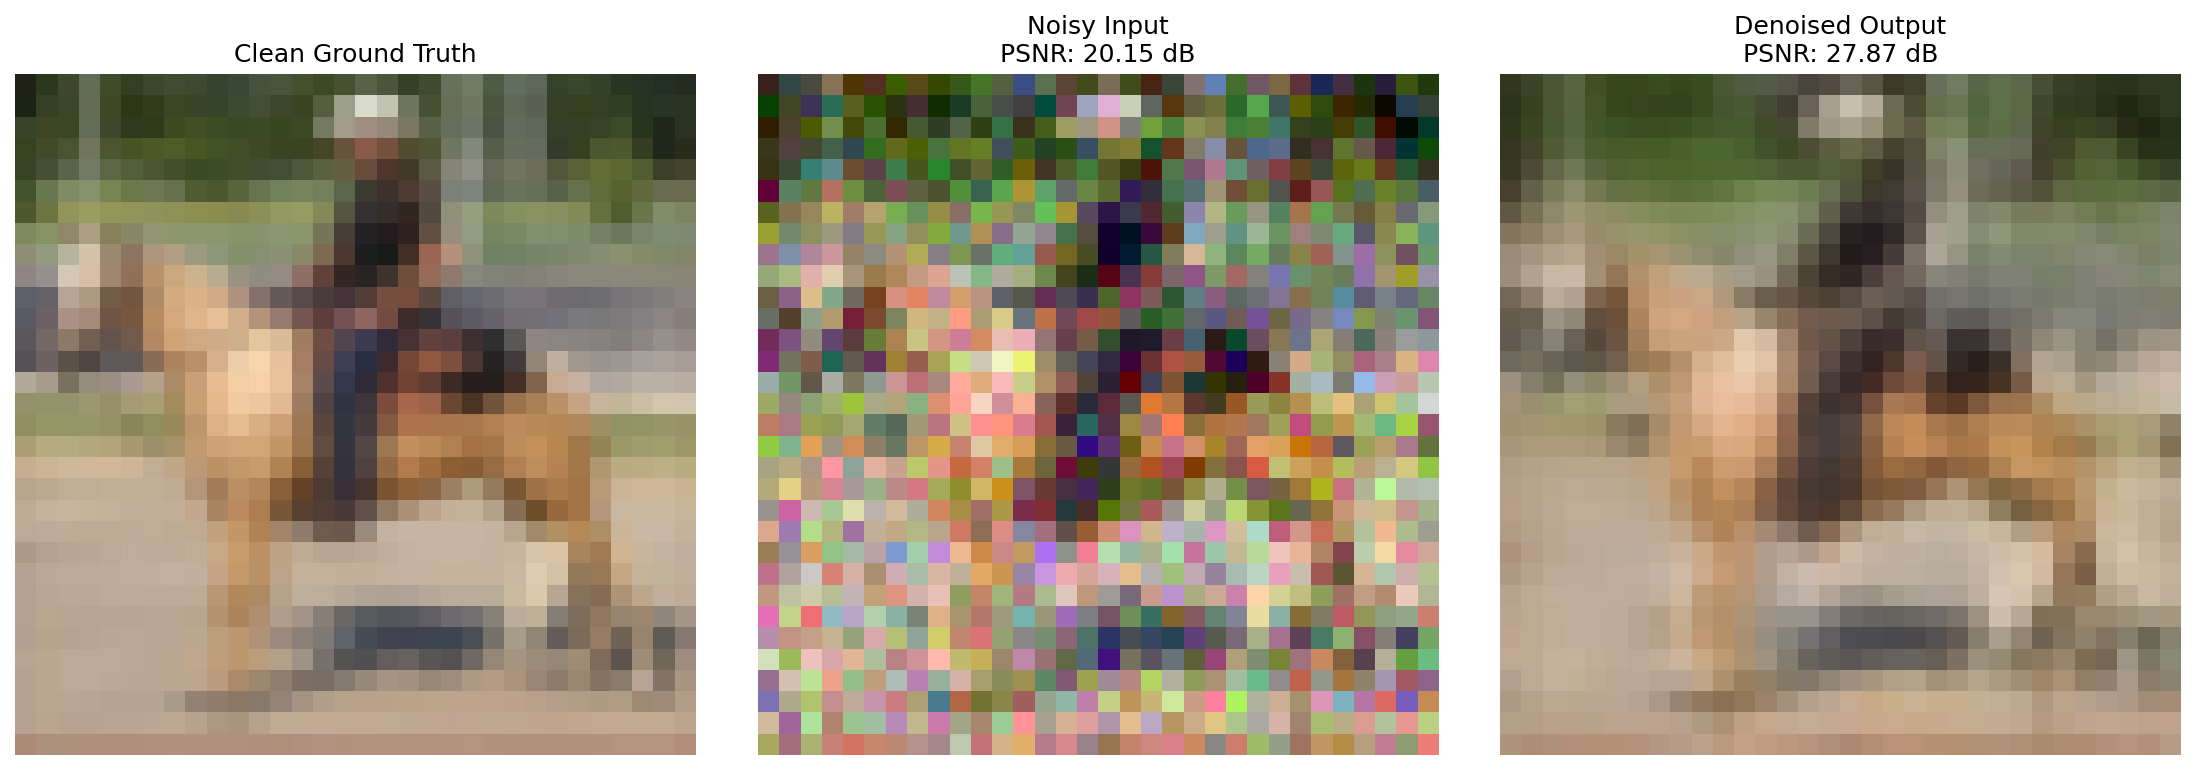 Clean Ground Truth
Noisy Input
PSNR: 20.15 dB
Denoised Output
PSNR: 27.87 dB